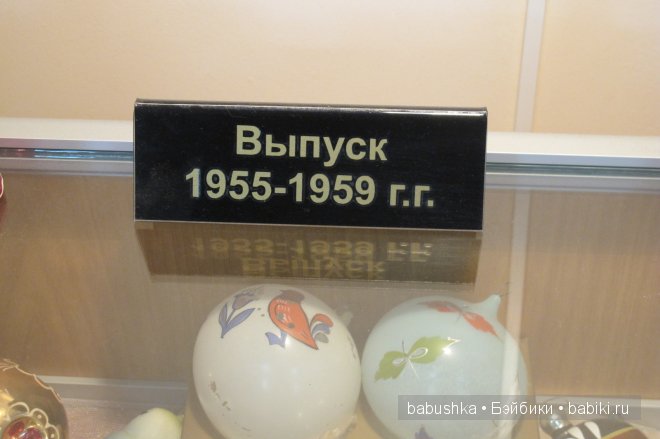 Выпуск
1955-1959 г.г.
babushka • Бэйбики • babiki.ru